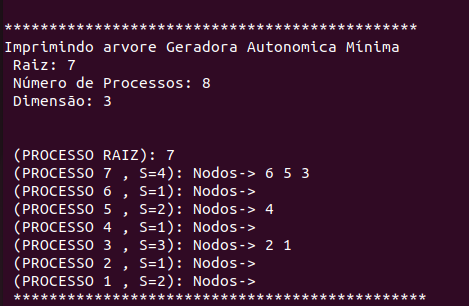 **********************************************
Imprimindo arvore Geradora Autonomica Mínima
Raiz: 7
Número de Processos: 8
Dimensão: 3
(PROCESSO RAIZ): 7
(PROCESSO 7 , S=4): Nodos-> 6 5 3
(PROCESSO 6 , S=1): Nodos->
(PROCESSO 5 , S=2): Nodos-> 4
(PROCESSO 4 , S=1): Nodos->
(PROCESSO 3 , S=3): Nodos-> 2 1
(PROCESSO 2 , S=1): Nodos->
(PROCESSO 1 , S=2): Nodos->
**********************************************